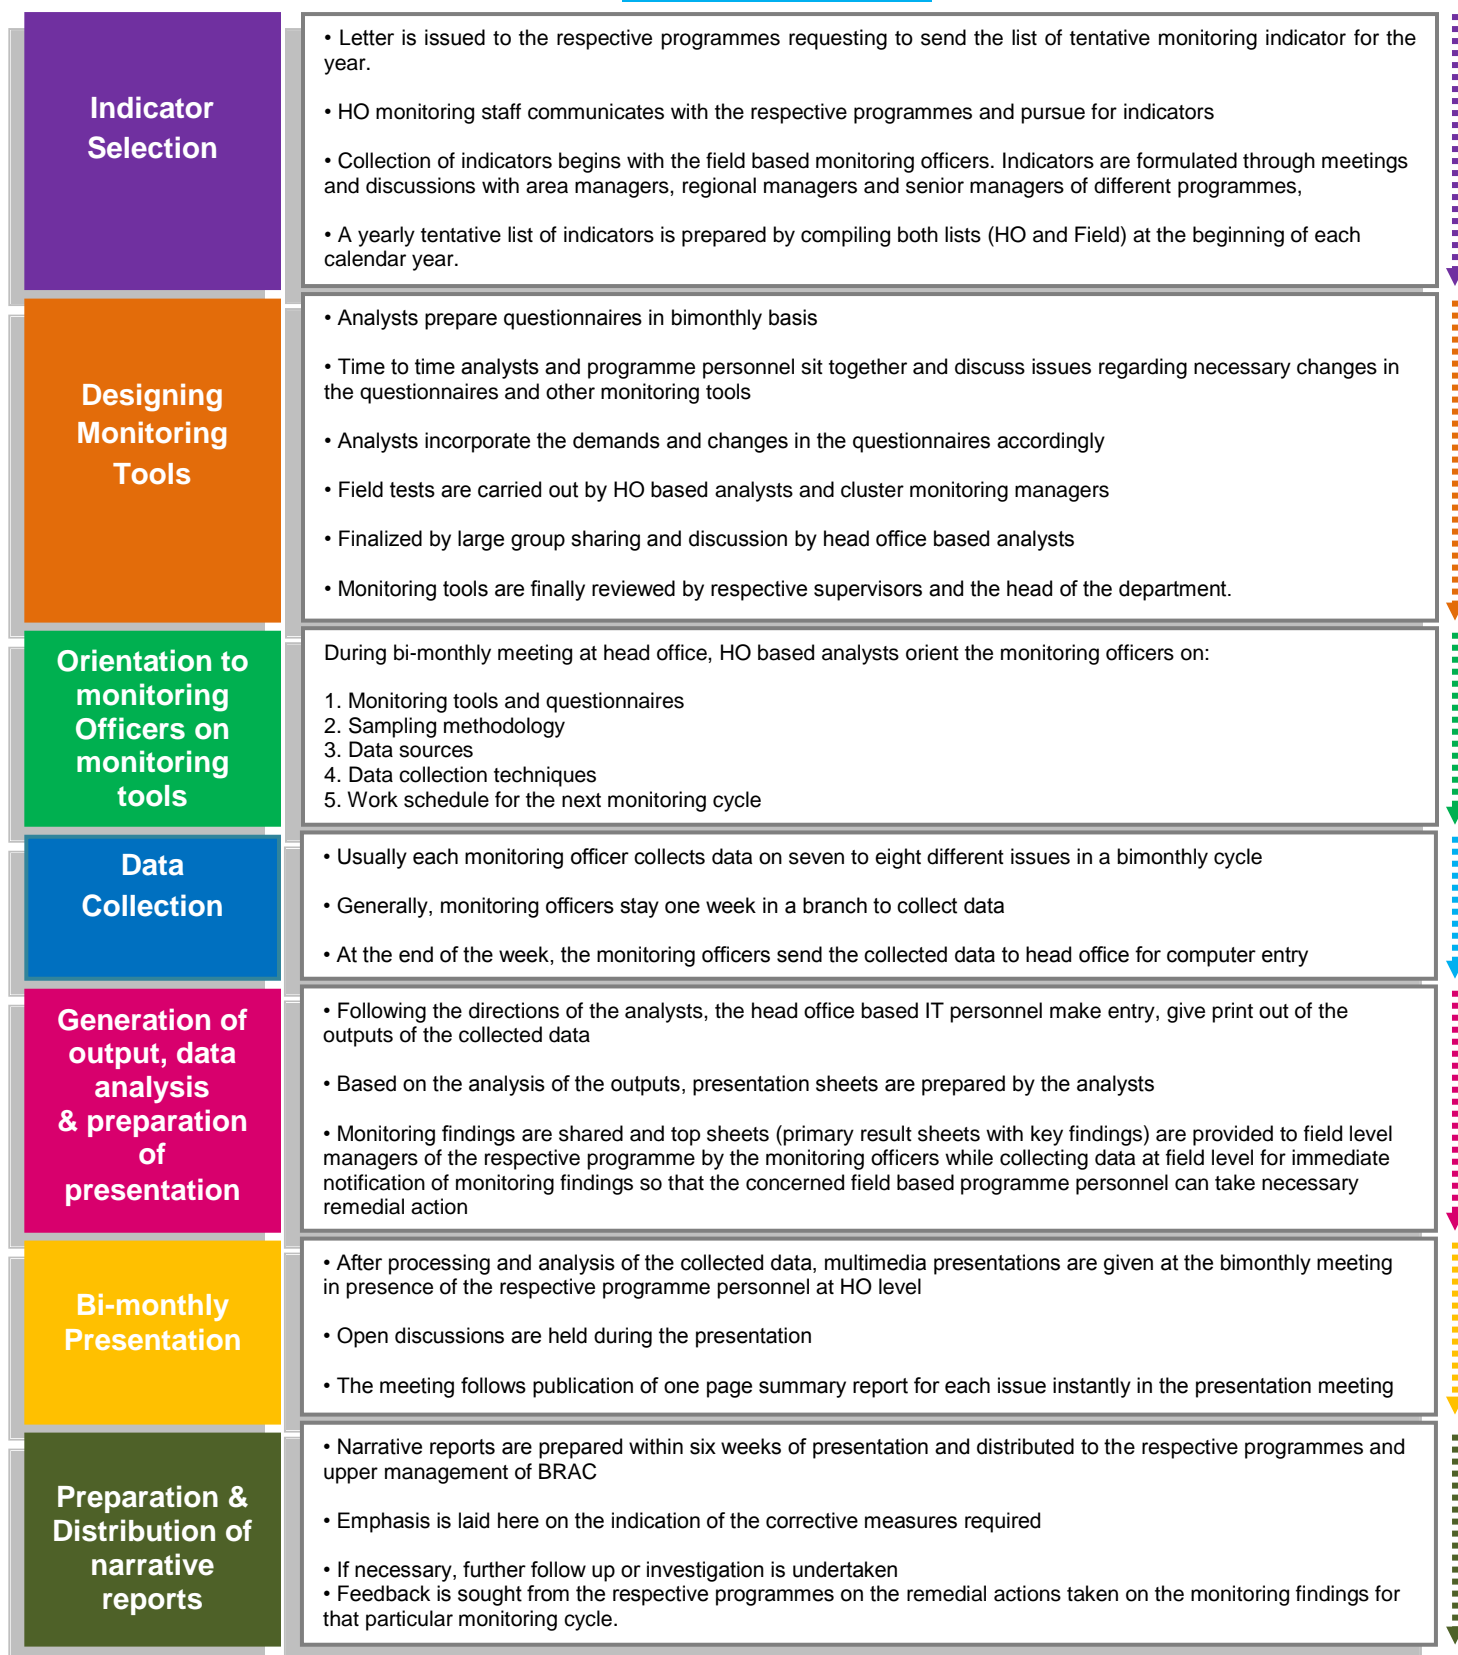 Indicator
Selection
• Letter is issued to the respective programmes requesting to send the list of tentative monitoring indicator for the
year.
• HO monitoring staff communicates with the respective programmes and pursue for indicators
• Collection of indicators begins with the field based monitoring officers. Indicators are formulated through meetings
and discussions with area managers, regional managers and senior managers of different programmes,
• A yearly tentative list of indicators is prepared by compiling both lists (HO and Field) at the beginning of each
calendar year.
Designing
Monitoring
Tools
• Analysts prepare questionnaires in bimonthly basis
• Time to time analysts and programme personnel sit together and discuss issues regarding necessary changes in
the questionnaires and other monitoring tools
• Analysts incorporate the demands and changes in the questionnaires accordingly
• Field tests are carried out by HO based analysts and cluster monitoring managers
• Finalized by large group sharing and discussion by head office based analysts
• Monitoring tools are finally reviewed by respective supervisors and the head of the department.
Orientation to
monitoring
Officers on
monitoring
tools
During bi-monthly meeting at head office, HO based analysts orient the monitoring officers on:
1. Monitoring tools and questionnaires
2. Sampling methodology
3. Data sources
4. Data collection techniques
5. Work schedule for the next monitoring cycle
Data
Collection
• Usually each monitoring officer collects data on seven to eight different issues in a bimonthly cycle
• Generally, monitoring officers stay one week in a branch to collect data
• At the end of the week, the monitoring officers send the collected data to head office for computer entry
Generation of
output, data
analysis
& preparation
of
presentation
• Following the directions of the analysts, the head office based IT personnel make entry, give print out of the
outputs of the collected data
• Based on the analysis of the outputs, presentation sheets are prepared by the analysts
• Monitoring findings are shared and top sheets (primary result sheets with key findings) are provided to field level
managers of the respective programme by the monitoring officers while collecting data at field level for immediate
notification of monitoring findings so that the concerned field based programme personnel can take necessary
remedial action
Bi-monthly
Presentation
• After processing and analysis of the collected data, multimedia presentations are given at the bimonthly meeting
in presence of the respective programme personnel at HO level
• Open discussions are held during the presentation
• The meeting follows publication of one page summary report for each issue instantly in the presentation meeting
Preparation &
Distribution of
narrative
reports
• Narrative reports are prepared within six weeks of presentation and distributed to the respective programmes and
upper management of BRAC
• Emphasis is laid here on the indication of the corrective measures required
• If necessary, further follow up or investigation is undertaken
• Feedback is sought from the respective programmes on the remedial actions taken on the monitoring findings for
that particular monitoring cycle.